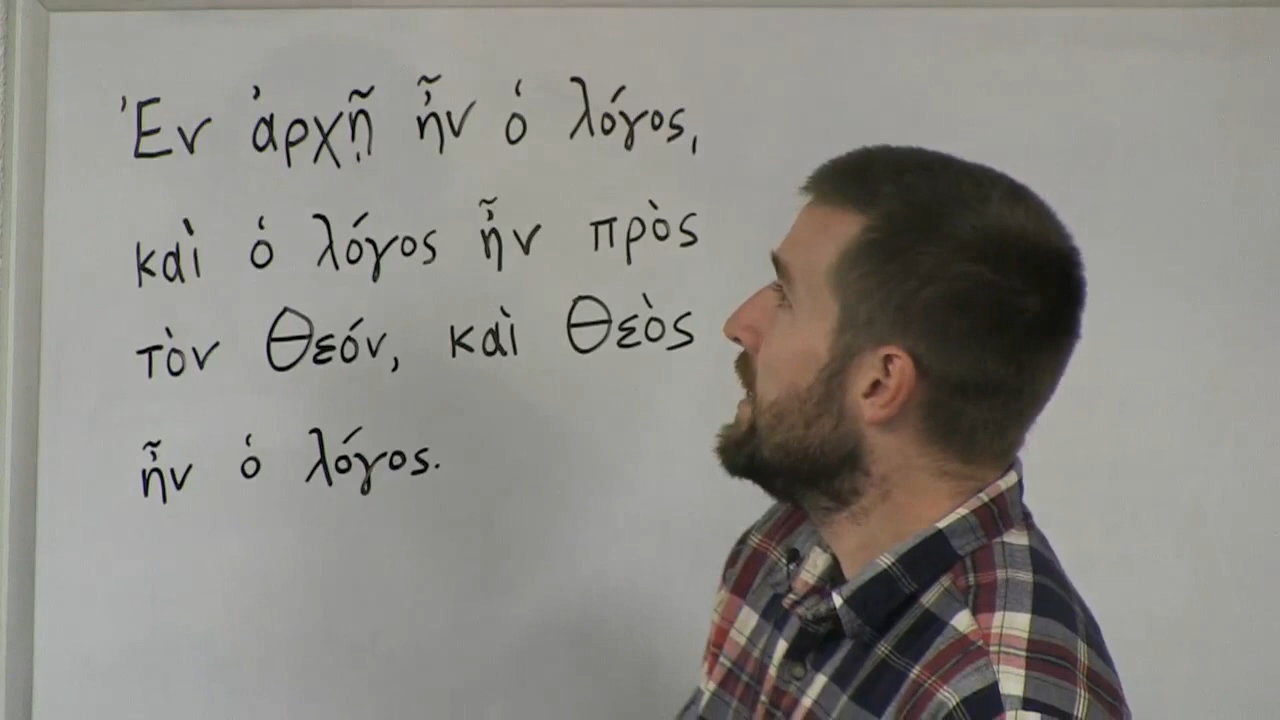 Ἐν ἀρχῇ ἦν ὁ λόγος,
καὶ ὁ λόγος ἦν πρὸς
τὸν Θεόν, καὶ Θεὸς
ἦν ὁ λόγος.